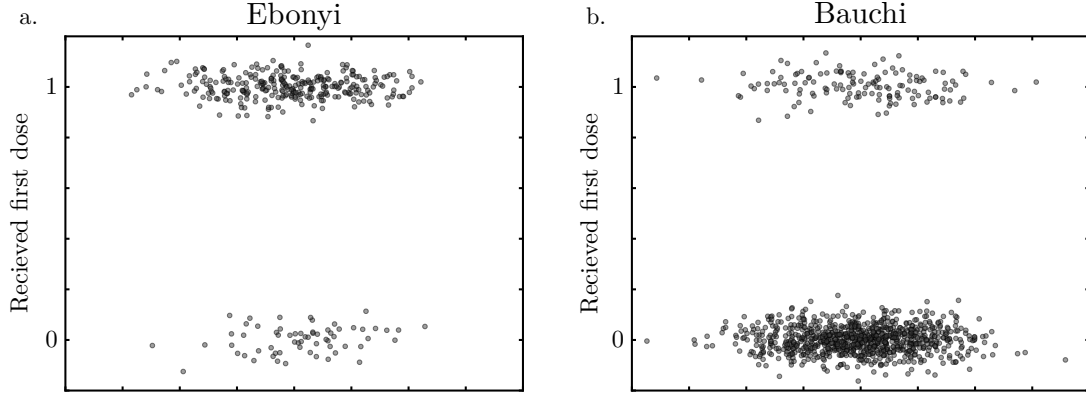 a.
Ebonyi
Recieved first dose
1
0
b.
Bauchi
Recieved first dose
1
0